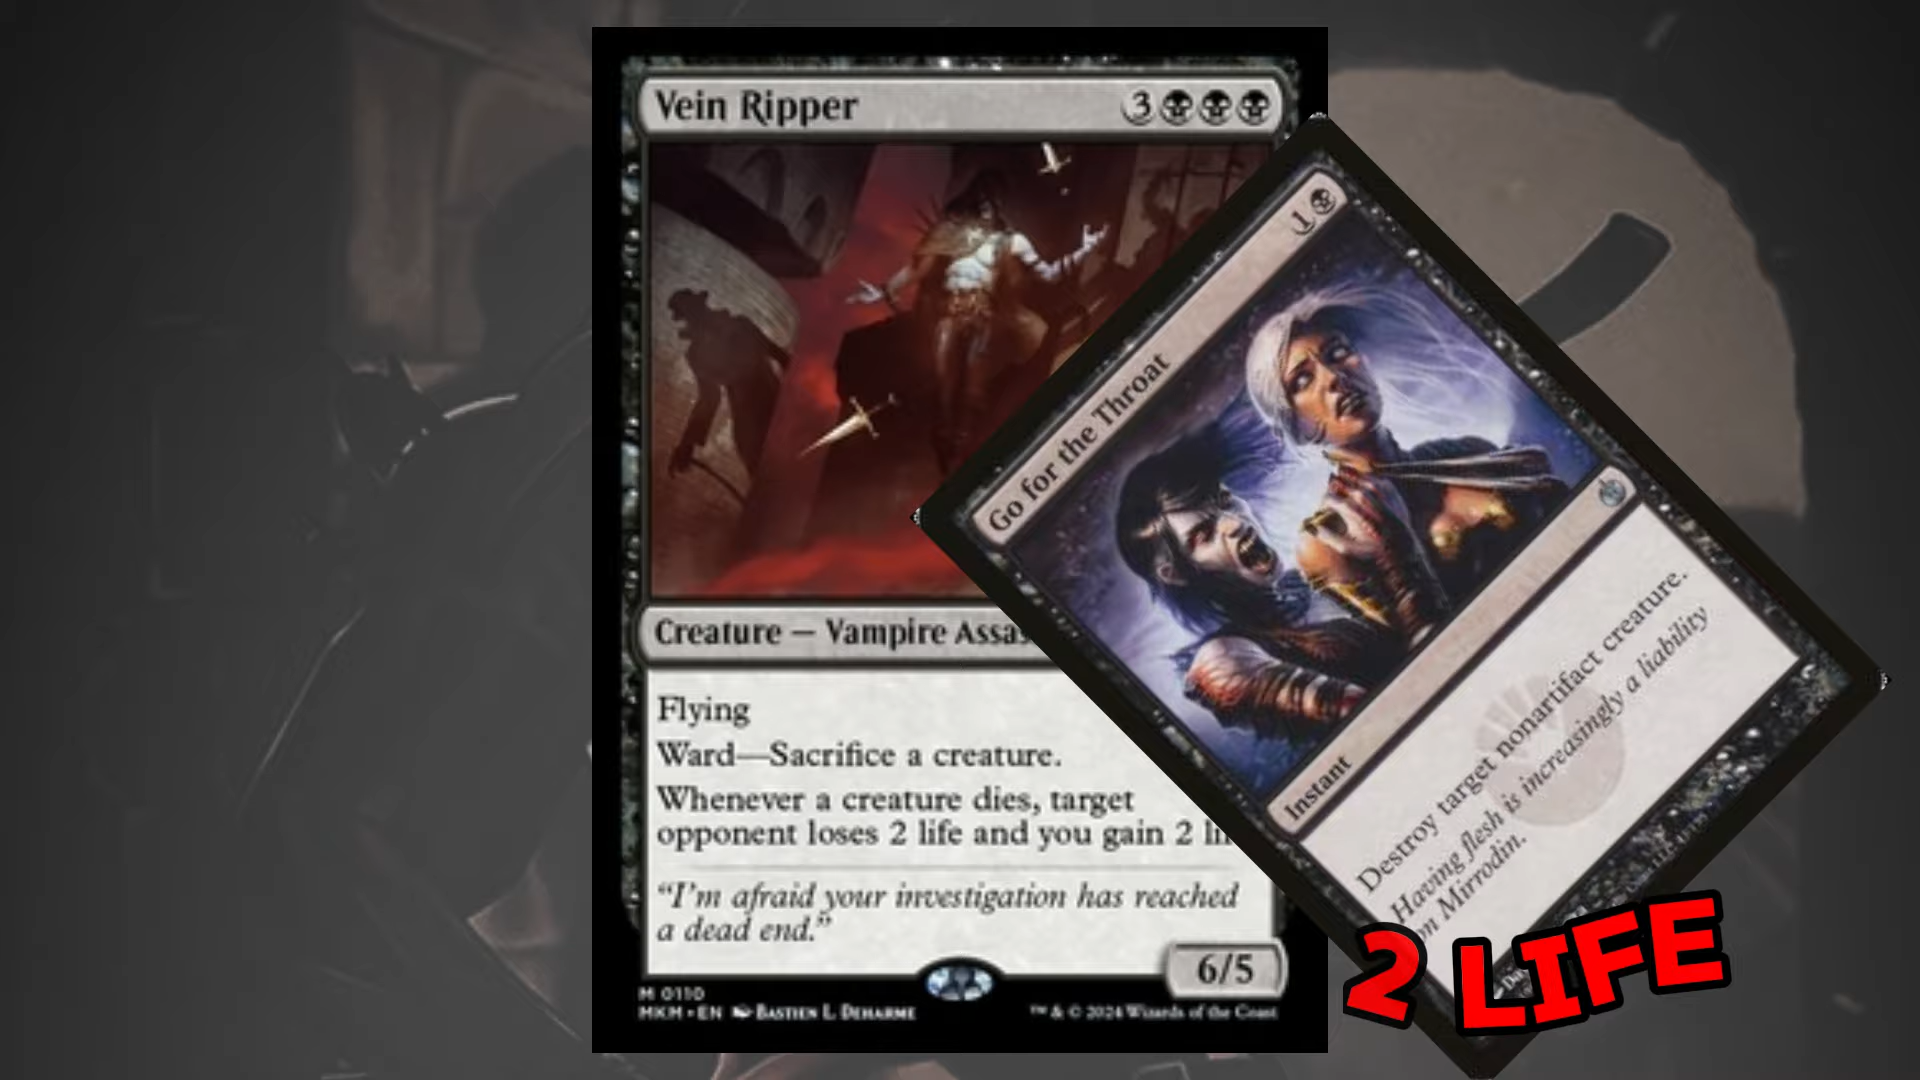 Vein Ripper
3
Creature — Vampire Assas
Flying
Ward—Sacrifice a creature.
Whenever a creature dies, target
opponent loses 2 life and you gain 2 li
“I'm afraid your investigation has reached
a dead end.”
6/5
M 0110
MKM • EN Bastien L. Deharme
™ & © 2024 Wizards of the Coast
Go for the Throat
1
Instant
Destroy target nonartifact creature.
Having flesh is increasingly a liability
on Mirrodin.
2 LIFE